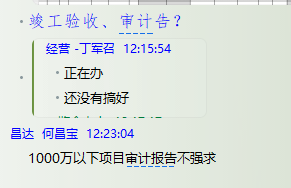 竣工验收、审计告？
经营 -丁军召 12:15:54
正在办
还没有搞好
昌达 何昌宝 12:23:04
1000万以下项目审计报告不强求